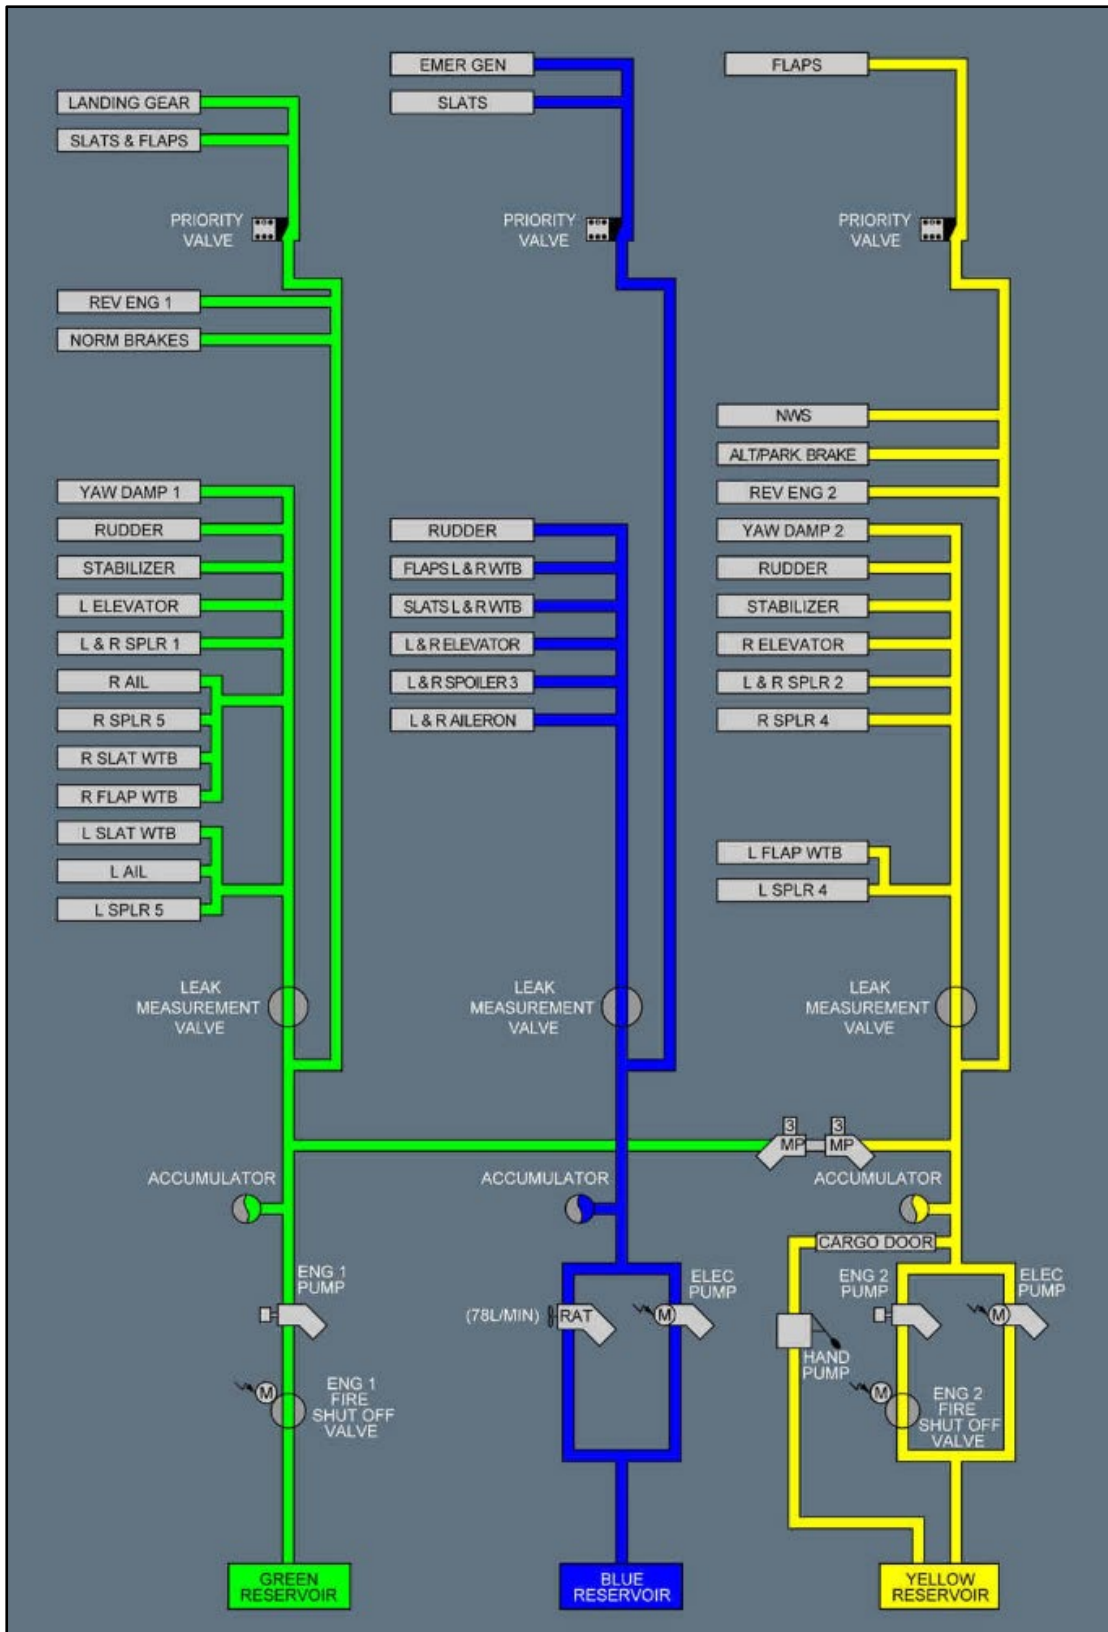 EMER GEN
SLATS
FLAPS
LANDING GEAR
SLATS & FLAPS
PRIORITY
VALVE
PRIORITY
VALVE
PRIORITY
VALVE
REV ENG 1
NORM BRAKES
NWS
ALT/PARK. BRAKE
REV ENG 2
YAW DAMP 1
RUDDER
STABILIZER
L ELEVATOR
L & R SPLR 1
R AIL
R SPLR 5
R SLAT WTB
R FLAP WTB
L SLAT WTB
L AIL
L SPLR 5
RUDDER
FLAPS L & R WTB
SLATS L & R WTB
L & R ELEVATOR
L & R SPOILER 3
L & R AILERON
YAW DAMP 2
RUDDER
STABILIZER
R ELEVATOR
L & R SPLR 2
R SPLR 4
L FLAP WTB
L SPLR 4
LEAK
MEASUREMENT
VALVE
LEAK
MEASUREMENT
VALVE
LEAK
MEASUREMENT
VALVE
3
MP
3
MP
ACCUMULATOR
ACCUMULATOR
ACCUMULATOR
CARGO DOOR
ENG 1
PUMP
(78L/MIN)
RAT
M
ELEC
PUMP
HAND
PUMP
ENG 2
PUMP
M
ELEC
PUMP
M
ENG 1
FIRE
SHUT OFF
VALVE
M
ENG 2
FIRE
SHUT OFF
VALVE
GREEN
RESERVOIR
BLUE
RESERVOIR
YELLOW
RESERVOIR